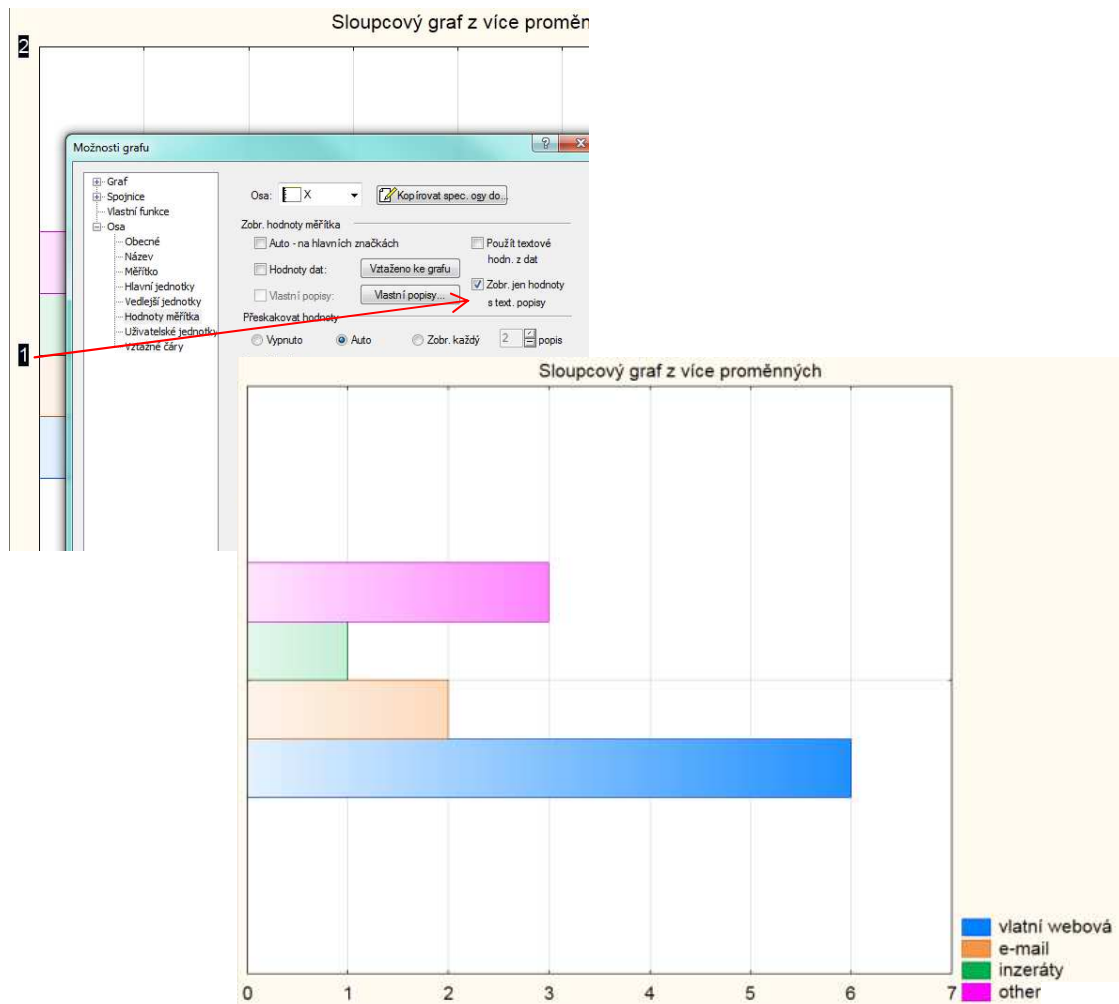 Sloupcový graf z více proměn
2
Možnosti grafu
Graf
Spojnice
Vlastní funkce
Osa
Obecné
Název
Měřítko
Hlavní jednotky
Vedlejší jednotky
Hodnoty měřítka
Uživatelské jednotky
Vztažné čáry
Osa: X Kopírovat spec. osy do...
Zobr. hodnoty měřítka
Auto - na hlavních značkách
Použít textové
hodn. z dat
Hodnoty dat: Vztaženo ke grafu
Zobr. jen hodnoty
s text. popisy
Vlastní popisy: Vlastní popisy...
Přeskakovat hodnoty
Vypnuto Auto Zobr. každý 2 popis
1
Sloupcový graf z více proměnných
vlatní webová
e-mail
inzeráty
other
0 1 2 3 4 5 6 7